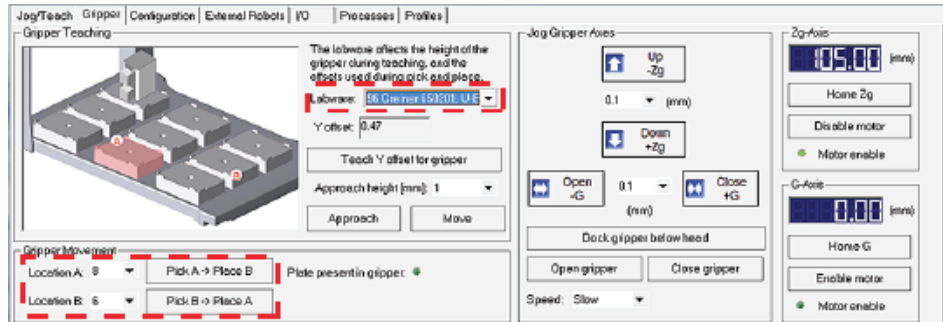 Jog/Teach Gripper Configuration External Robots I/O Processes Profiles
Gripper Teaching
The labware affects the height of the
gripper during teaching, and the
offsets used during pick and place.
Labware: 96 Greiner 650201, U-B
Y offset: 0.47
Teach Y offset for gripper
Approach height (mm): 1
Approach Move
A
B
Gripper Movement
Location A: 8 Pick A -> Place B
Location B: 6 Pick B -> Place A
Plate present in gripper:
Jog Gripper Axes
Up
-Zg
0.1 (mm)
Down
+Zg
Open
-G
0.1
(mm)
Close
+G
Dock gripper below head
Open gripper Close gripper
Speed: Slow
Zg-Axis
105.00 (mm)
Home Zg
Disable motor
Motor enable
G-Axis
0.00 (mm)
Home G
Enable motor
Motor enable